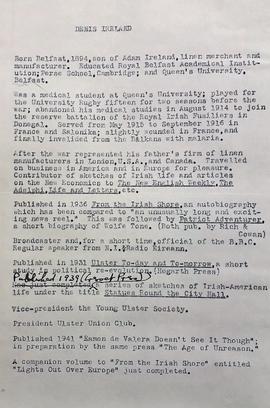 DENIS IRELAND
Born Belfast,1894,son of Adam Ireland,linen merchant and
manufacturer. Educated Royal Belfast Academical Instit-
ution;Perse School,Cambridge; and Queen's University,
Belfast.
Was a medical student at Queen's University; played for
the University Rugby fifteen for two seasons before the
war; abandoned his medical studies in August 1914 to join
the reserve battalion of the Royal Irish Fusiliers in
Donegal. Served from May 1915 to September 1916 in
France and Salonika; slightly wounded in France,and
finally invalided from the Balkans with malaria.
After the war represented his father's firm of linen
manufacturers in London,U.S.A. and Canada. Travelled
on business in America and in Europe for pleasure.
Contributor of sketches of Irish life and articles
on the New Economics to The New English Weekly,The
Adelphi,Life and Letters,etc.
Published in 1936 From the Irish Shore,an autobiography
which has been compared to "an unusually long and excit-
ing news reel." This was followed by Patriot Adventurer,
a short biography of Wolfe Tone. (Both pub. by Rich &
Cowan)
Broadcaster and,for a short time,official of the B.B.C.
Regular speaker from N.I.,Radio Eireann.
Published in 1931 Ulster To-day and To-morrow,a short
study in political re-evolution.(Hogarth Press)
Published 1939
Has just completed a series of sketches of Irish-American
life under the title Statues Round the City Hall.
Vice-president the Young Ulster Society.
President Ulster Union Club.
Published 1941 "Eamon de Valera Doesn't See It Though";
in preparation by the same press "The Age of Unreason."
A companion volume to "From the Irish Shore" entitled
"Lights Out Over Europe" just completed.